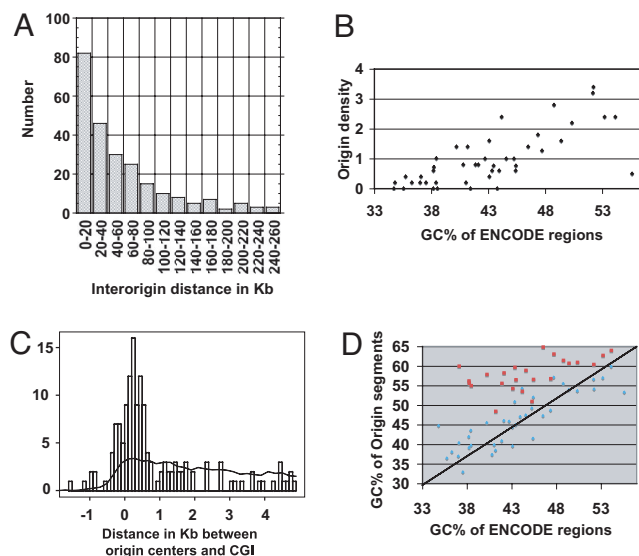 A
100
80
60
40
20
0
Number
0-20
20-40
40-60
60-80
80-100
100-120
120-140
140-160
160-180
180-200
200-220
220-240
240-260
Interorigin distance in Kb
B
4
3
2
1
0
Origin density
33 38 43 48 53
GC% of ENCODE regions
C
15
10
5
0
-1 0 1 2 3 4
Distance in Kb between
origin centers and CGI
D
65
60
55
50
45
40
35
30
GC% of Origin segments
33 38 43 48 53
GC% of ENCODE regions